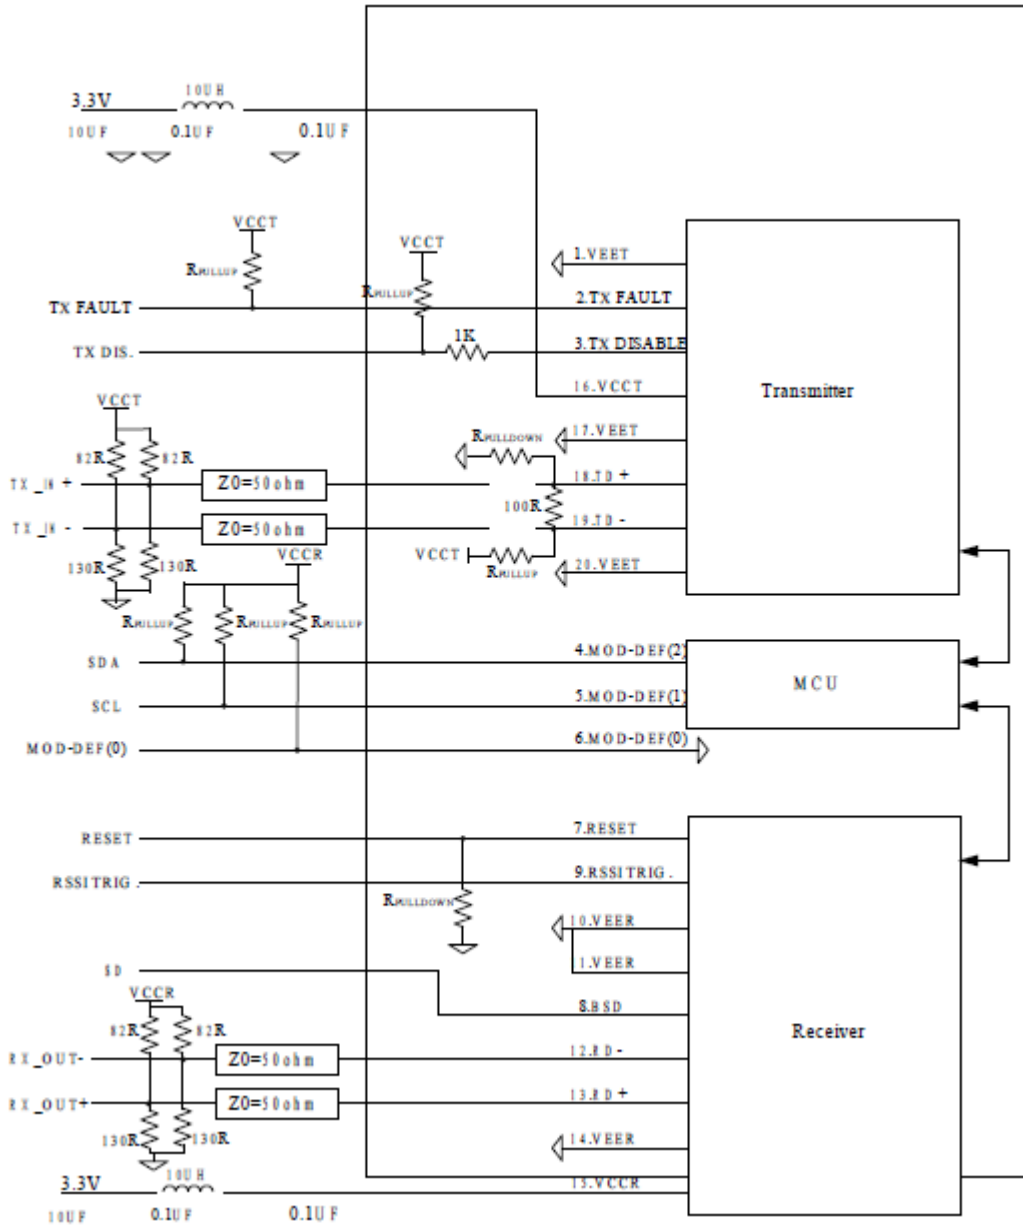 10UH
3.3V
10UF 0.1UF 0.1UF
VCCT
VCCT
RPULLUP
RPULLUP
1.VEET
TX FAULT
2.TX FAULT
TX DIS.
1K
3.TX DISABLE
16.VCCT
Transmitter
VCCT
RPULLDOWN
17.VEET
82R 82R
TX_IN +
Z0=50ohm
18.TD +
100R
TX_IN -
Z0=50ohm
19.TD -
VCCR
VCCT
RPULLUP
20.VEET
130R 130R
RPULLUP RPULLUP RPULLUP
SDA
4.MOD-DEF(2)
MCU
SCL
5.MOD-DEF(1)
MOD-DEF(0)
6.MOD-DEF(0)
RESET
7.RESET
RSSITRIG.
9.RSSITRIG.
RPULLDOWN
10.VEER
SD
11.VEER
VCCR
8.BSD
82R 82R
Receiver
RX_OUT-
Z0=50ohm
12.RD -
RX_OUT+
Z0=50ohm
13.RD +
130R 130R
14.VEER
10UH
3.3V
15.VCCR
10UF 0.1UF 0.1UF